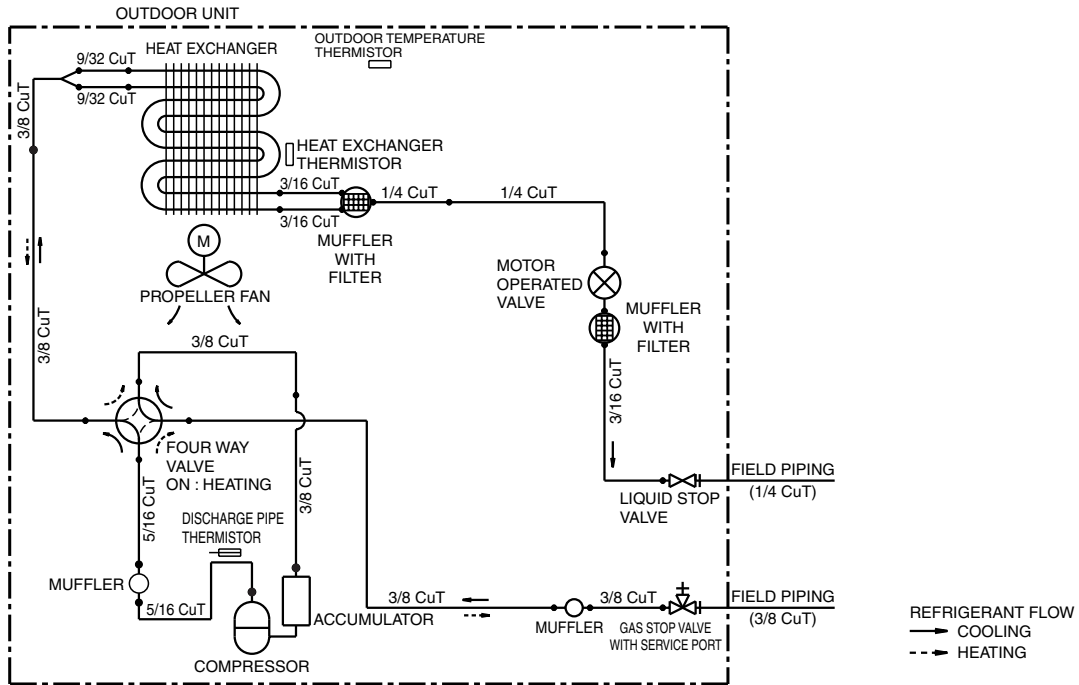 OUTDOOR UNIT
9/32 CuT
HEAT EXCHANGER
OUTDOOR TEMPERATURE
THERMISTOR
9/32 CuT
3/8 CuT
HEAT EXCHANGER
THERMISTOR
3/16 CuT
1/4 CuT
1/4 CuT
3/16 CuT
M
MUFFLER
WITH
FILTER
MOTOR
OPERATED
VALVE
PROPELLER FAN
MUFFLER
WITH
FILTER
3/8 CuT
3/8 CuT
3/16 CuT
FOUR WAY
VALVE
ON : HEATING
5/16 CuT
3/8 CuT
FIELD PIPING
(1/4 CuT)
LIQUID STOP
VALVE
DISCHARGE PIPE
THERMISTOR
MUFFLER
5/16 CuT
ACCUMULATOR
COMPRESSOR
3/8 CuT
3/8 CuT
MUFFLER
GAS STOP VALVE
WITH SERVICE PORT
FIELD PIPING
(3/8 CuT)
REFRIGERANT FLOW
COOLING
HEATING